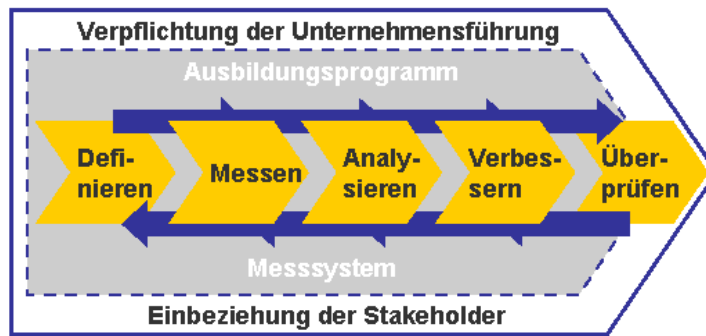 Verpflichtung der Unternehmensführung
Ausbildungsprogramm
Defi-
nieren
Messen
Analy-
sieren
Verbes-
sern
Über-
prüfen
Messsystem
Einbeziehung der Stakeholder